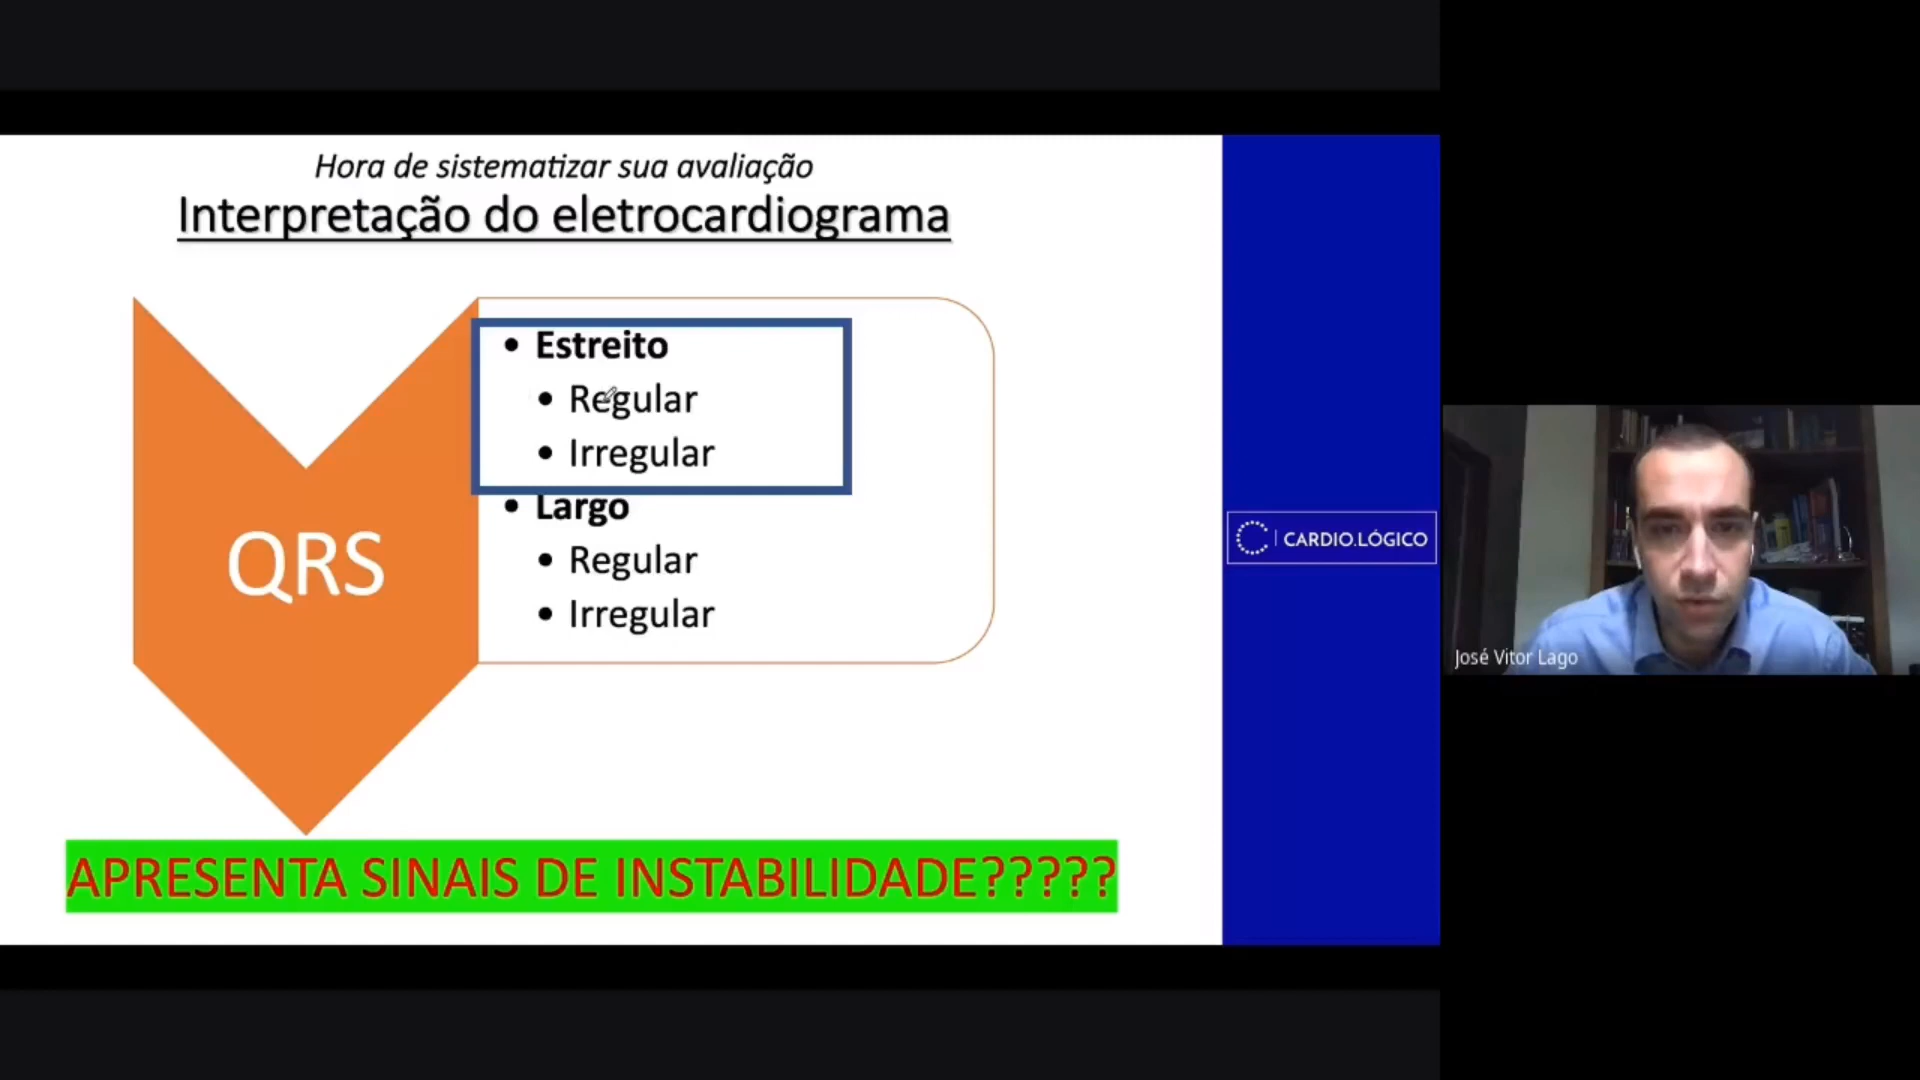 Hora de sistematizar sua avaliação
Interpretação do eletrocardiograma
• Estreito
• Regular
• Irregular
• Largo
• Regular
• Irregular
QRS
CARDIO.LÓGICO
José Vitor Lago
APRESENTA SINAIS DE INSTABILIDADE?????